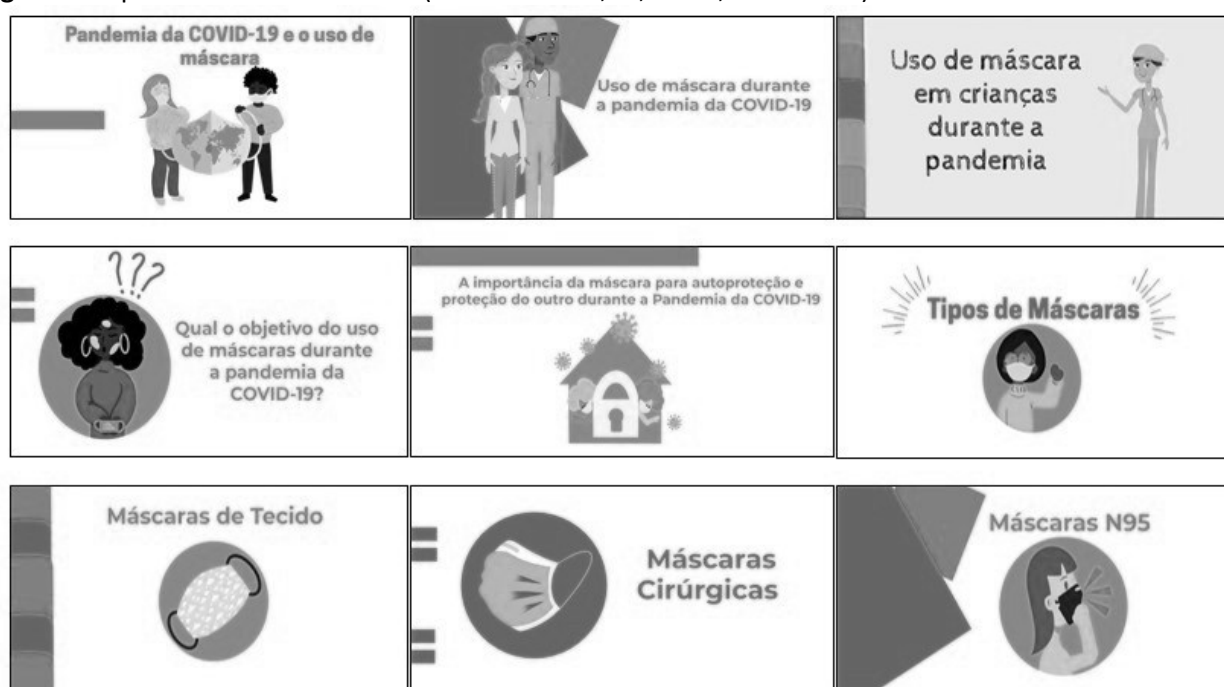 Pandemia da COVID-19 e o uso de
máscara
Uso de máscara durante
a pandemia da COVID-19
Uso de máscara
em crianças
durante a
pandemia
???
Qual o objetivo do uso
de máscaras durante
a pandemia da
COVID-19?
A importância da máscara para autoproteção e
proteção do outro durante a Pandemia da COVID-19
Tipos de Máscaras
Máscaras de Tecido
Máscaras
Cirúrgicas
Máscaras N95